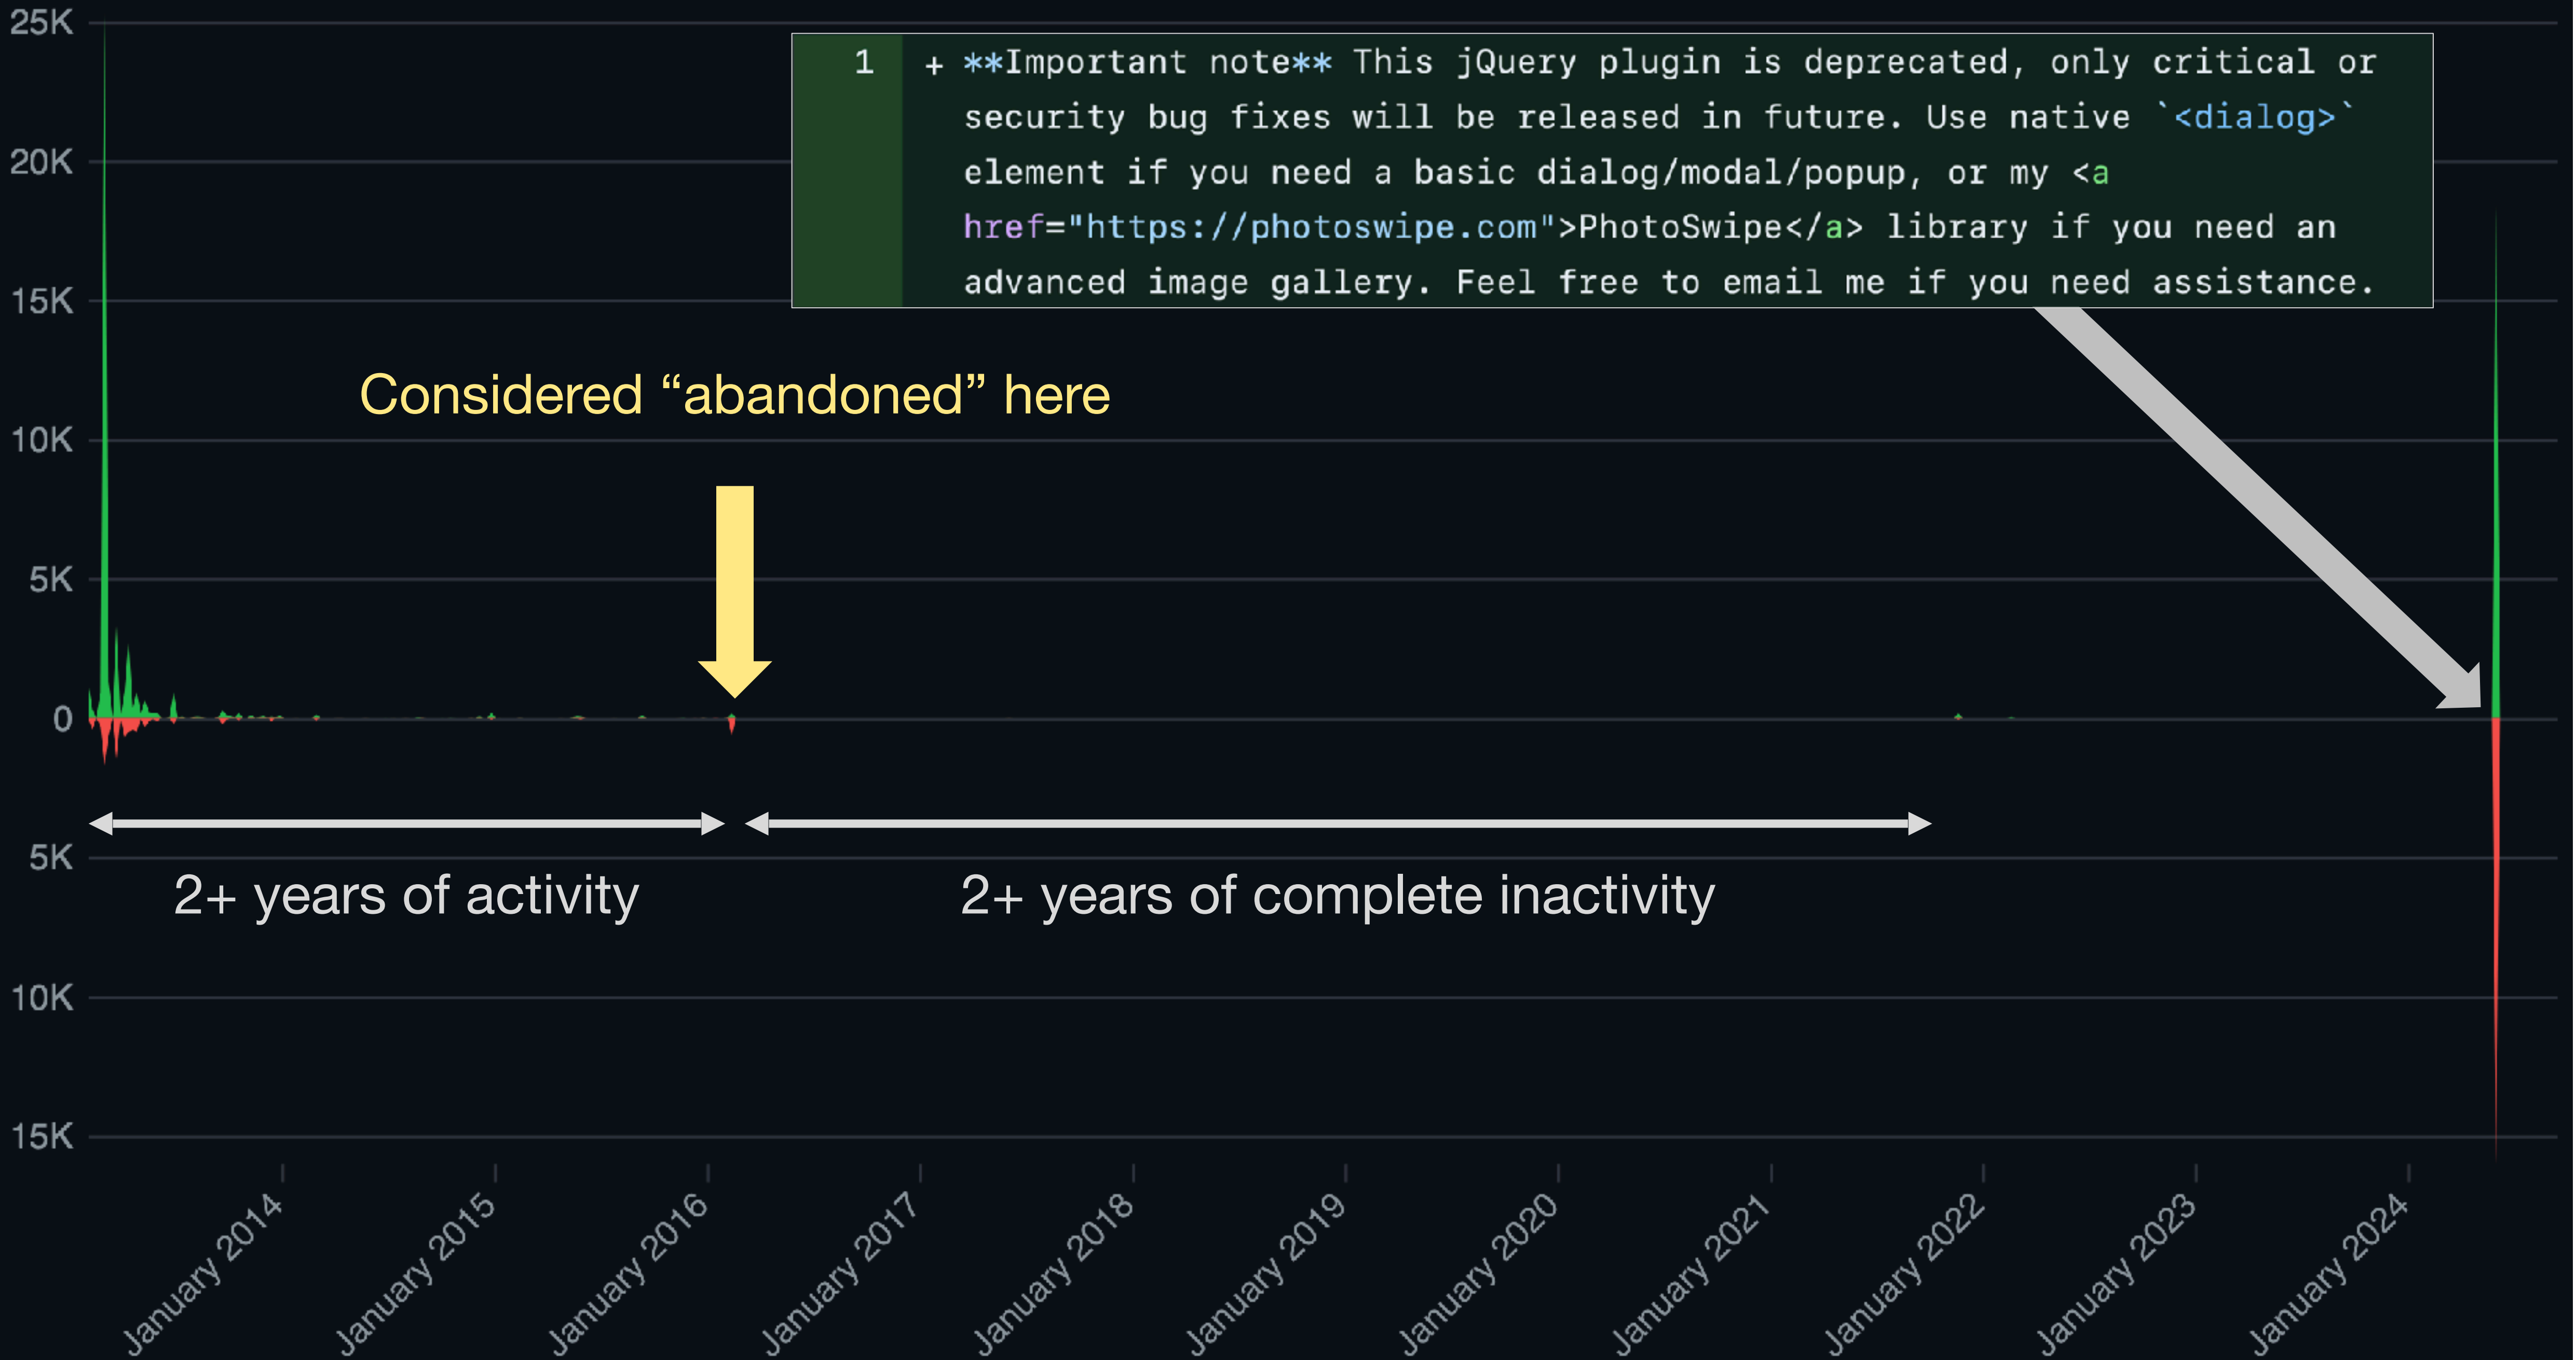 25K
20K
15K
10K
5K
0
5K
10K
15K
1 + **Important note** This jQuery plugin is deprecated, only critical or
security bug fixes will be released in future. Use native `<dialog>`
element if you need a basic dialog/modal/popup, or my <a
href="https://photoswipe.com">PhotoSwipe</a> library if you need an
advanced image gallery. Feel free to email me if you need assistance.
Considered “abandoned” here
2+ years of activity
2+ years of complete inactivity
January 2014
January 2015
January 2016
January 2017
January 2018
January 2019
January 2020
January 2021
January 2022
January 2023
January 2024